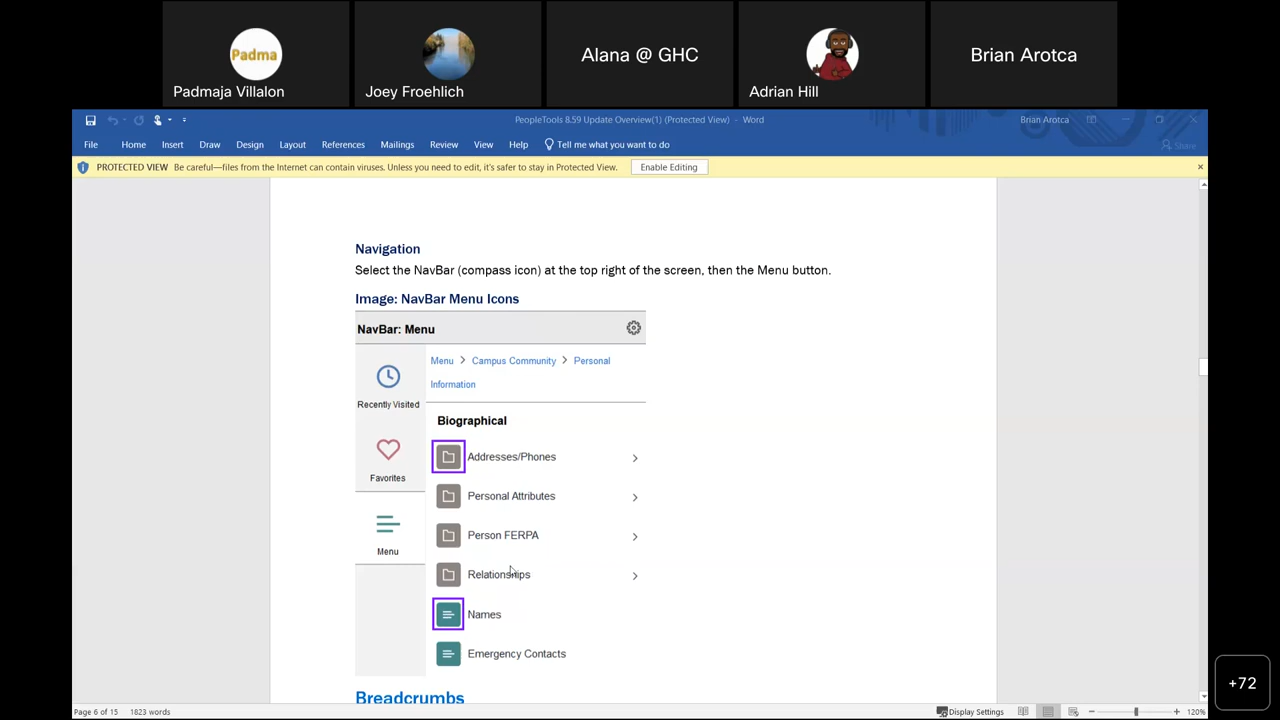 Padma
Padmaja Villalon
Joey Froehlich
Alana @ GHC
Adrian Hill
Brian Arotca
PeopleTools 8.59 Update Overview(1) (Protected View) - Word
Brian Arotca
File Home Insert Draw Design Layout References Mailings Review View Help Tell me what you want to do
Share
PROTECTED VIEW Be careful—files from the Internet can contain viruses. Unless you need to edit, it's safer to stay in Protected View. Enable Editing
Navigation
Select the NavBar (compass icon) at the top right of the screen, then the Menu button.
Image: NavBar Menu Icons
NavBar: Menu
Recently Visited
Favorites
Menu
Menu > Campus Community > Personal
Information
Biographical
Addresses/Phones
Personal Attributes
Person FERPA
Relationships
Names
Emergency Contacts
Breadcrumbs
+72
Page 6 of 15 1823 words
Display Settings
120%